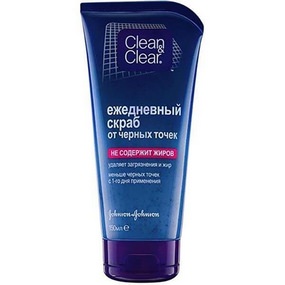 Clean &
Clear®
ежедневный
скраб
от черных точек
НЕ СОДЕРЖИТ ЖИРОВ
удаляет загрязнения и жир
меньше черных точек
с 1-го дня применения
Johnson & Johnson
150мл e